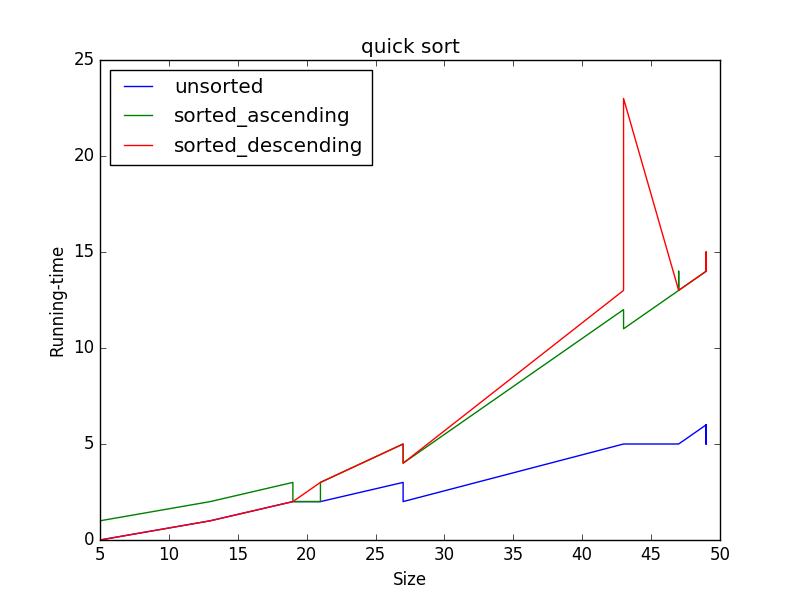 quick sort
25
unsorted
sorted_ascending
sorted_descending
20
15
10
5
0
Running-time
5 10 15 20 25 30 35 40 45 50
Size